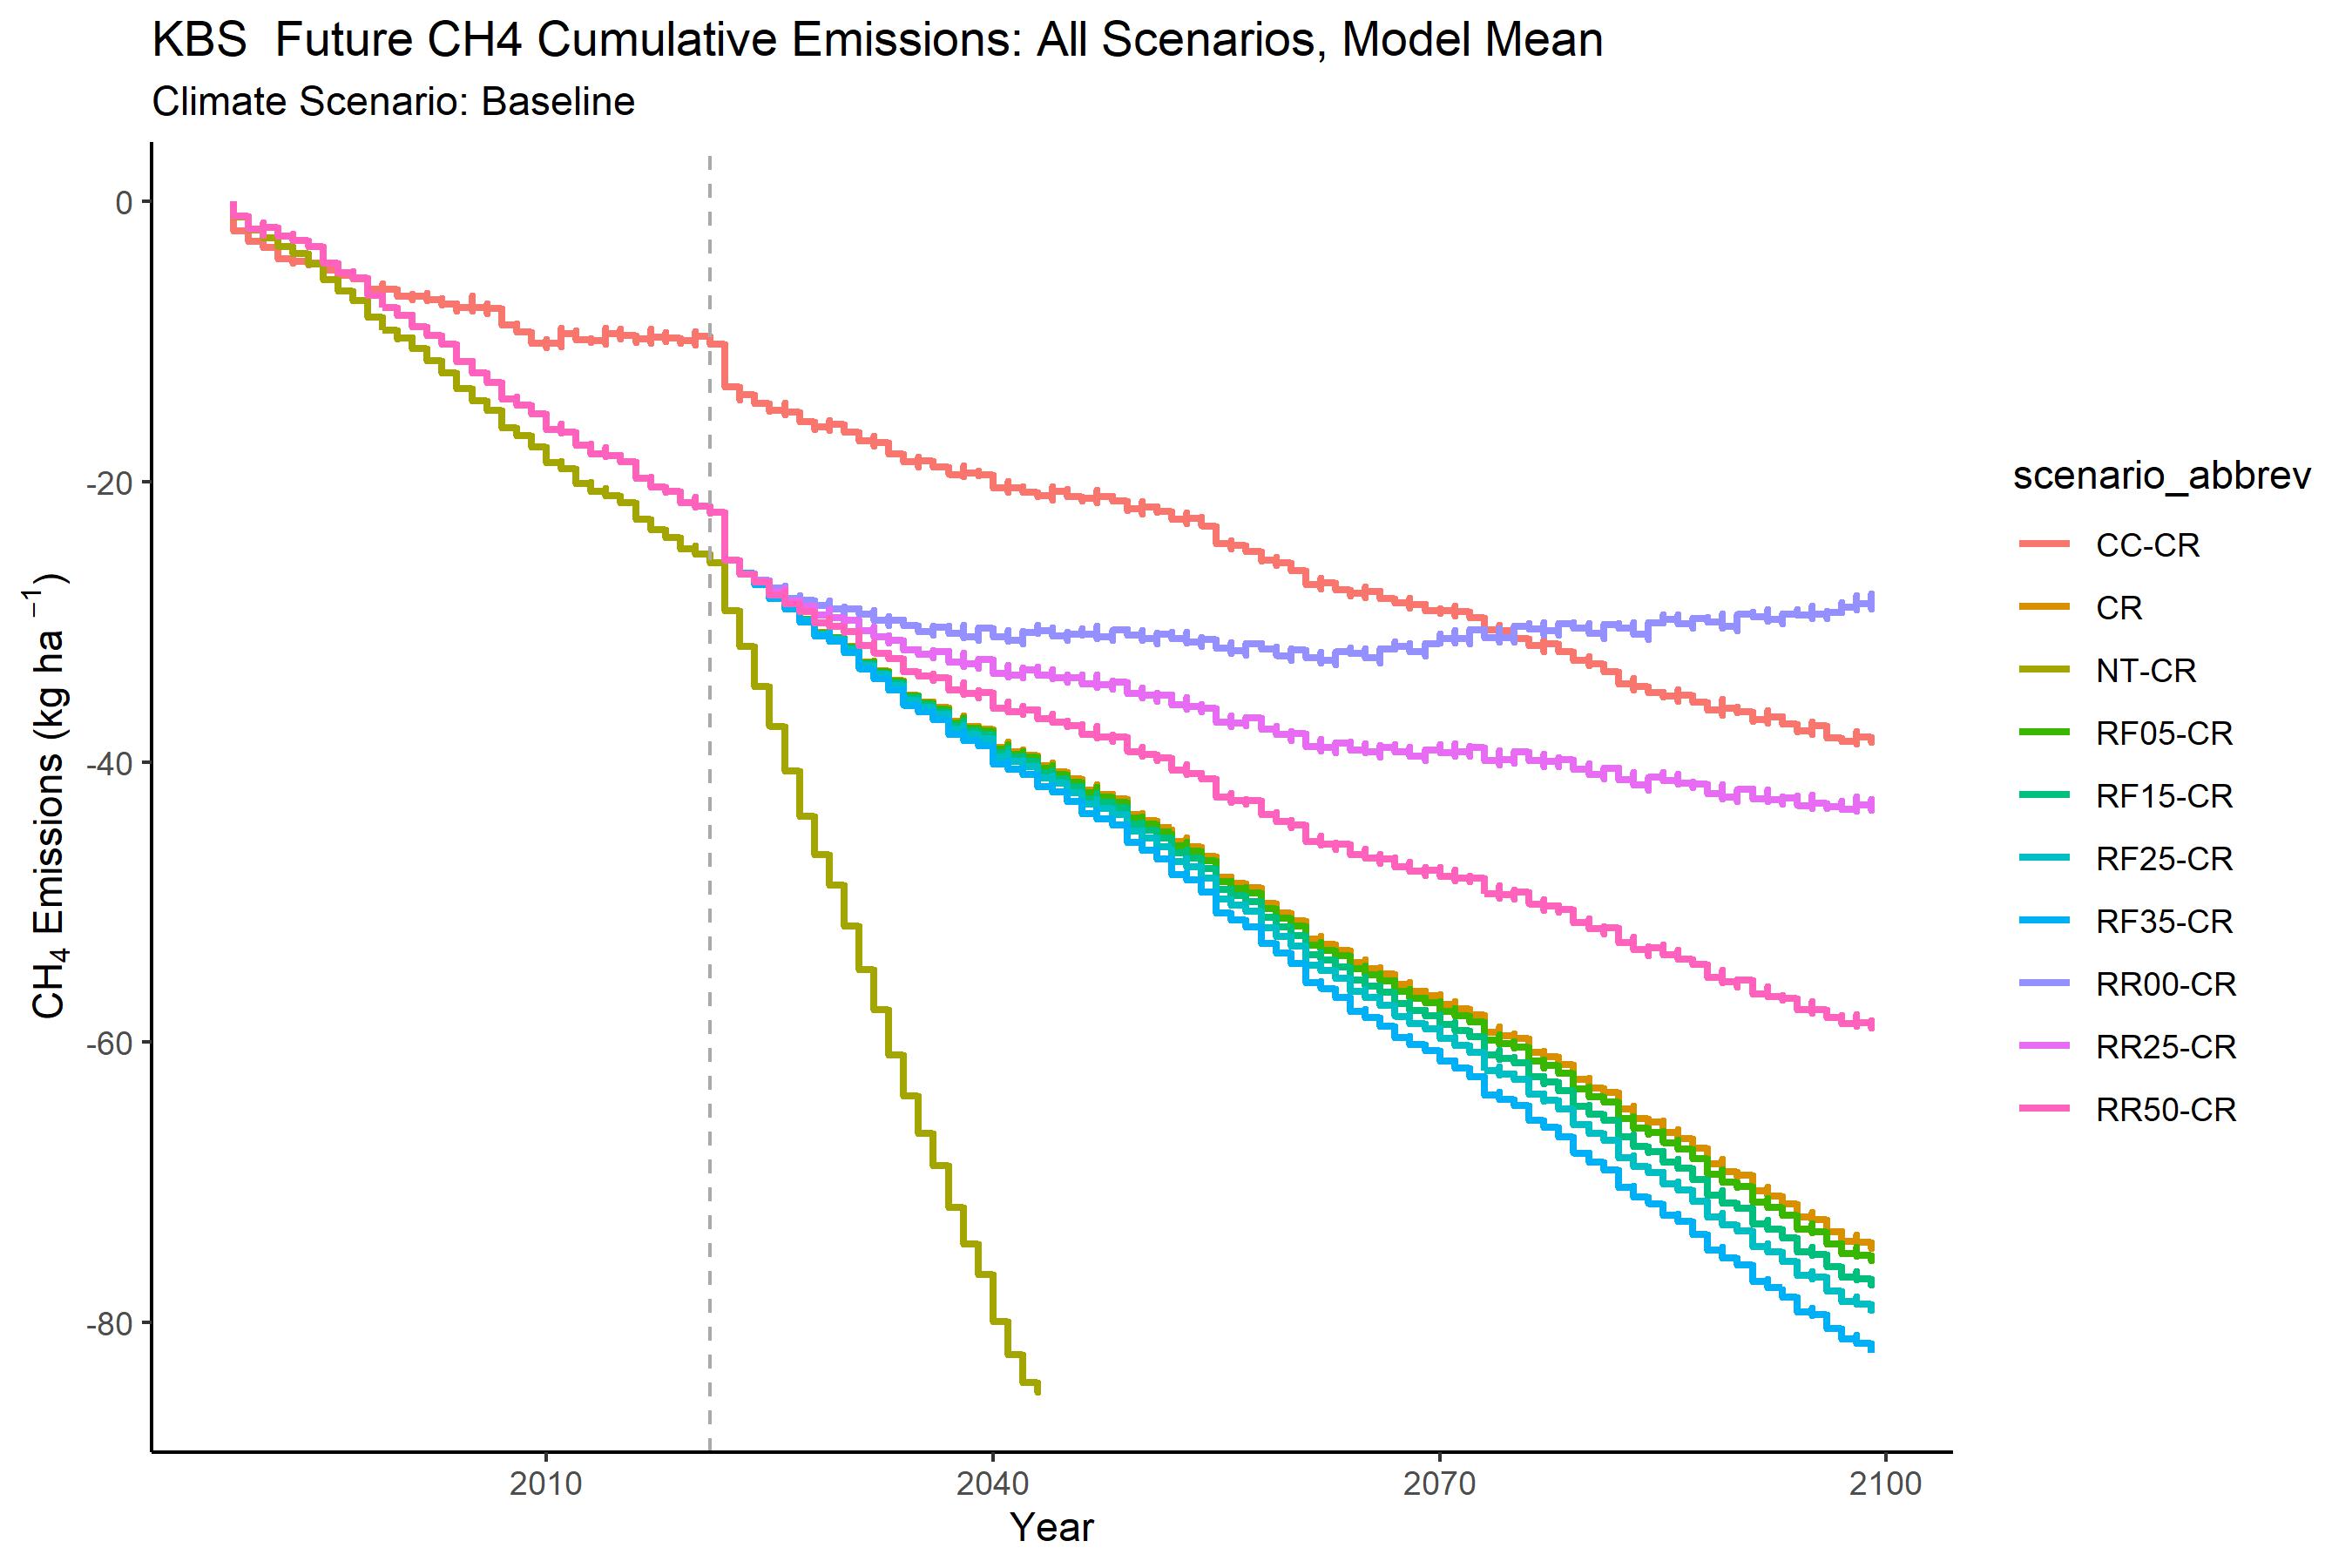 KBS  Future CH4 Cumulative Emissions: All Scenarios, Model Mean
Climate Scenario: Baseline
CH₄ Emissions (kg ha ⁻¹)
0
-20
-40
-60
-80
2010
2040
2070
2100
Year
scenario_abbrev
CC-CR
CR
NT-CR
RF05-CR
RF15-CR
RF25-CR
RF35-CR
RR00-CR
RR25-CR
RR50-CR